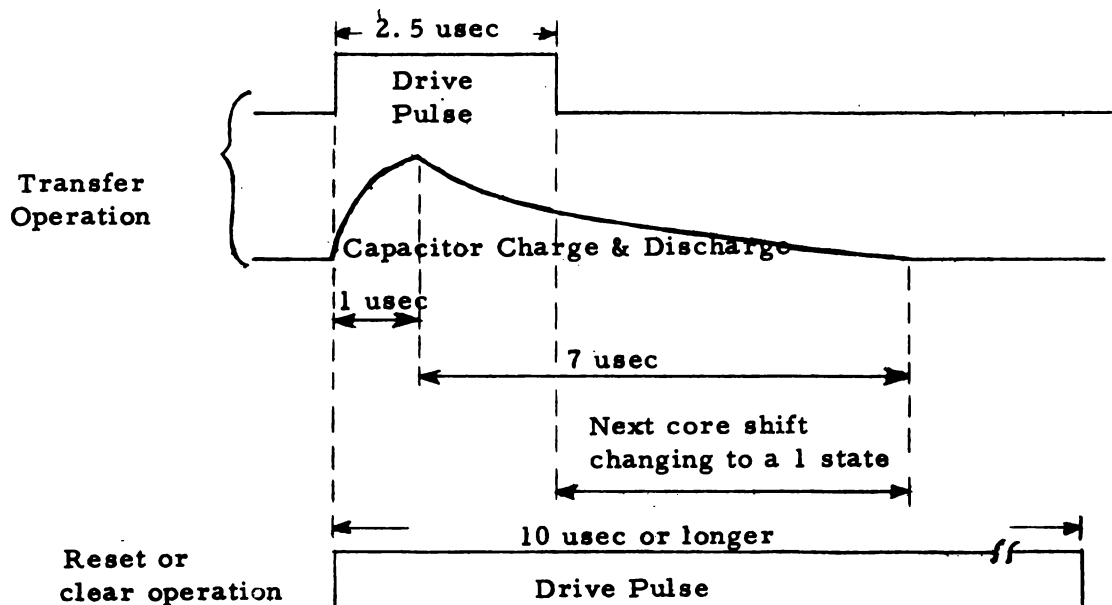 2.5 usec
Drive
Pulse
Transfer
Operation
Capacitor Charge & Discharge
1 usec
7 usec
Next core shift
changing to a 1 state
10 usec or longer
Reset or
clear operation
Drive Pulse